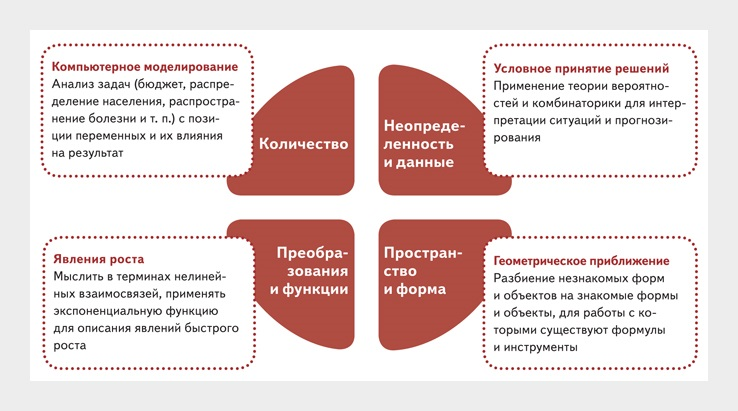 Компьютерное моделирование
Анализ задач (бюджет, распре-
деление населения, распростра-
нение болезни и т. п.) с пози-
ции переменных и их влияния
на результат
Количество
Неопреде-
ленность
и данные
Условное принятие решений
Применение теории вероятно-
стей и комбинаторики для интер-
претации ситуаций и прогнози-
рования
Явления роста
Мыслить в терминах нелиней-
ных взаимосвязей, применять
экспоненциальную функцию
для описания явлений быстрого
роста
Преобра-
зования
и функции
Простран-
ство
и форма
Геометрическое приближение
Разбиение незнакомых форм
и объектов на знакомые формы
и объекты, для работы с ко-
торыми существуют формулы
и инструменты